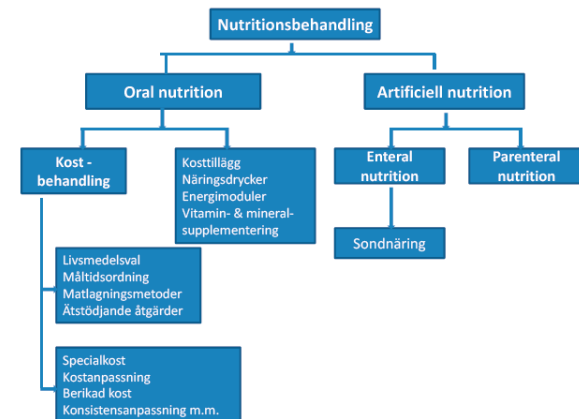 Nutritionsbehandling
Oral nutrition
Artificiell nutrition
Kost -
behandling
Kosttillägg
Näringsdrycker
Energimoduler
Vitamin- & mineral-
supplementering
Enteral
nutrition
Parenteral
nutrition
Sondnäring
Livsmedelsval
Måltidsordning
Matlagningsmetoder
Ätstödjande åtgärder
Specialkost
Kostanpassning
Berikad kost
Konsistensanpassning m.m.